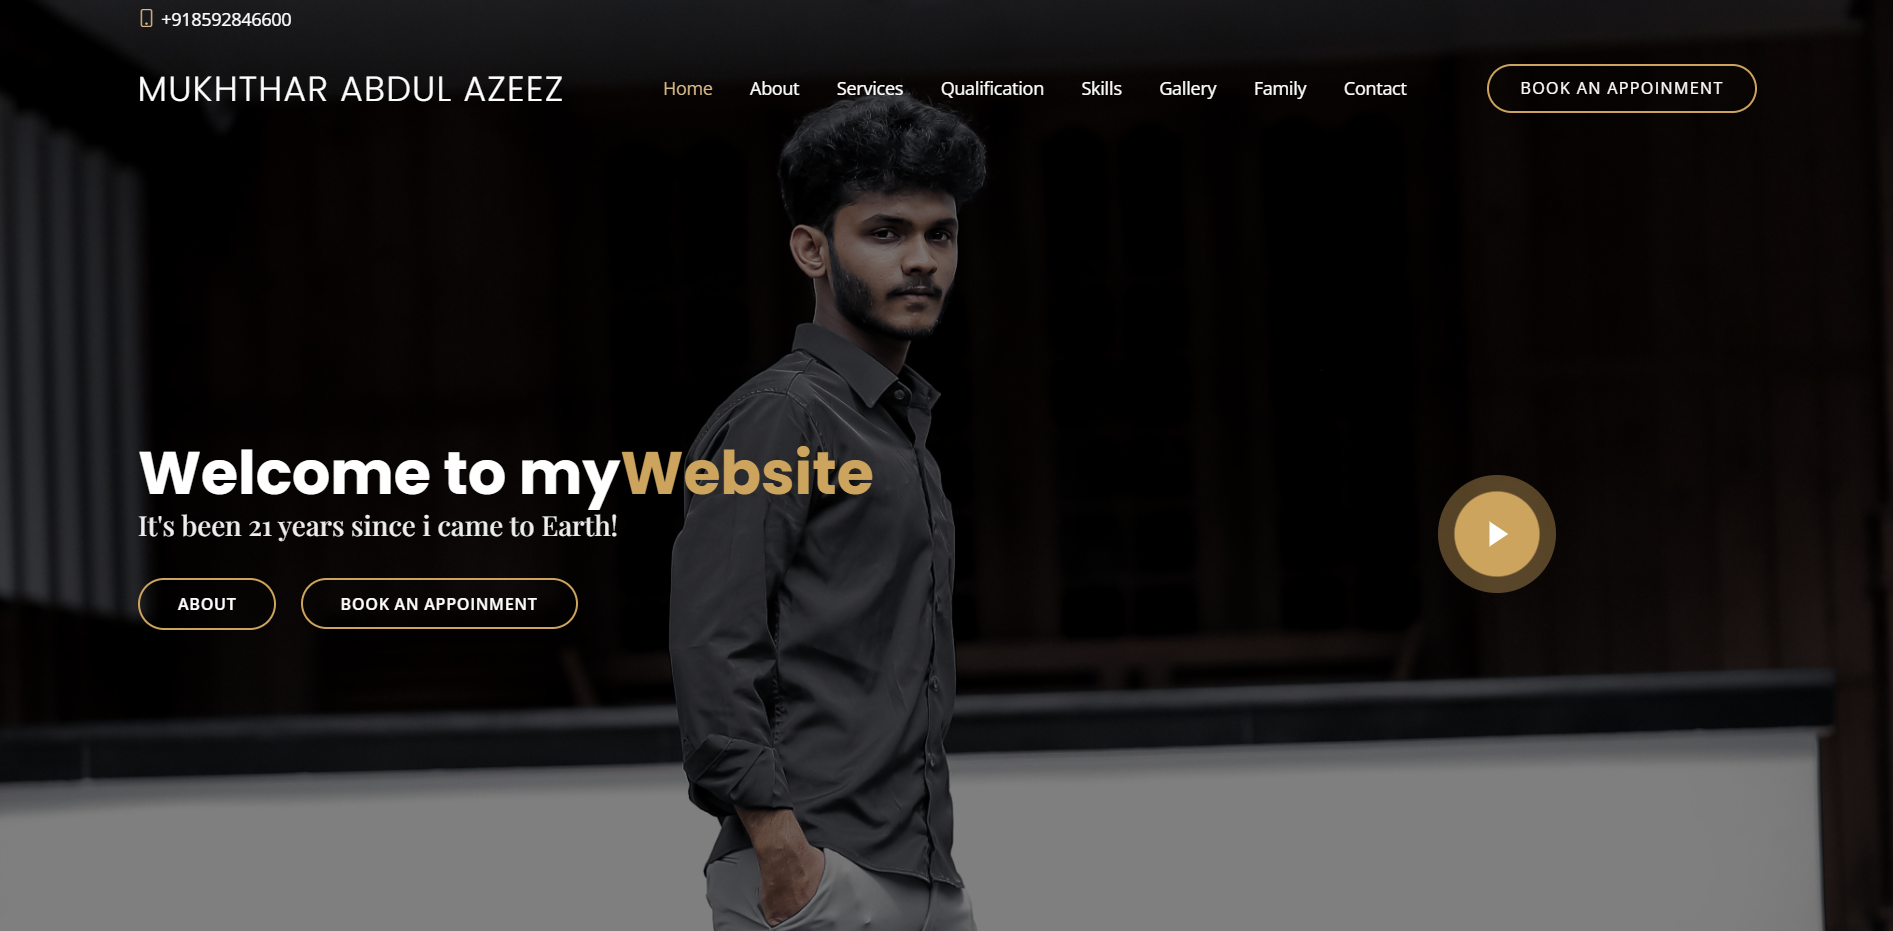 +918592846600
MUKHTHAR ABDUL AZEEZ
Home About Services Qualification Skills Gallery Family Contact
BOOK AN APPOINMENT
Welcome to myWebsite
It's been 21 years since i came to Earth!
ABOUT BOOK AN APPOINMENT